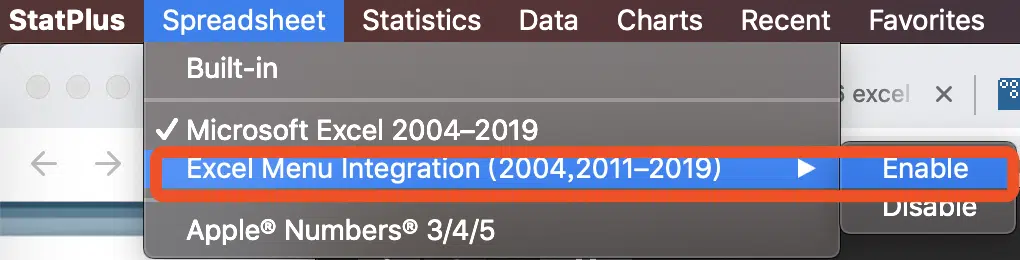 StatPlus Spreadsheet Statistics Data Charts Recent Favorites
Built-in
6 excel
✓ Microsoft Excel 2004–2019
Excel Menu Integration (2004,2011–2019) Enable
Disable
Apple® Numbers® 3/4/5